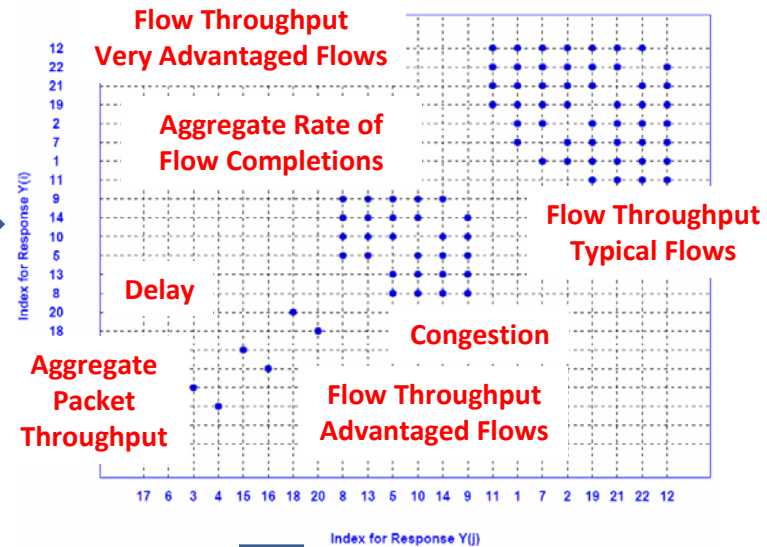 Flow Throughput
Very Advantaged Flows
12
22
21
19
2
7
1
11
9
14
10
5
13
8
20
18
Index for Response Y(i)
Aggregate Rate of
Flow Completions
Flow Throughput
Typical Flows
Delay
Congestion
Aggregate
Packet
Throughput
Flow Throughput
Advantaged Flows
17 6 3 4 15 16 18 20 8 13 5 10 14 9 11 1 7 2 19 21 22 12
Index for Response Y(j)